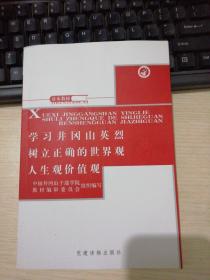 XUEXI JINGGANGSHAN YINGLIE
SHULI ZHENGQUE DE SHIJIEGUAN
RENSHENGGUAN JIAZHIGUAN
学习井冈山英烈
树立正确的世界观
人生观价值观
中国井冈山干部学院
教材编审委员会
组织编写
党建读物出版社